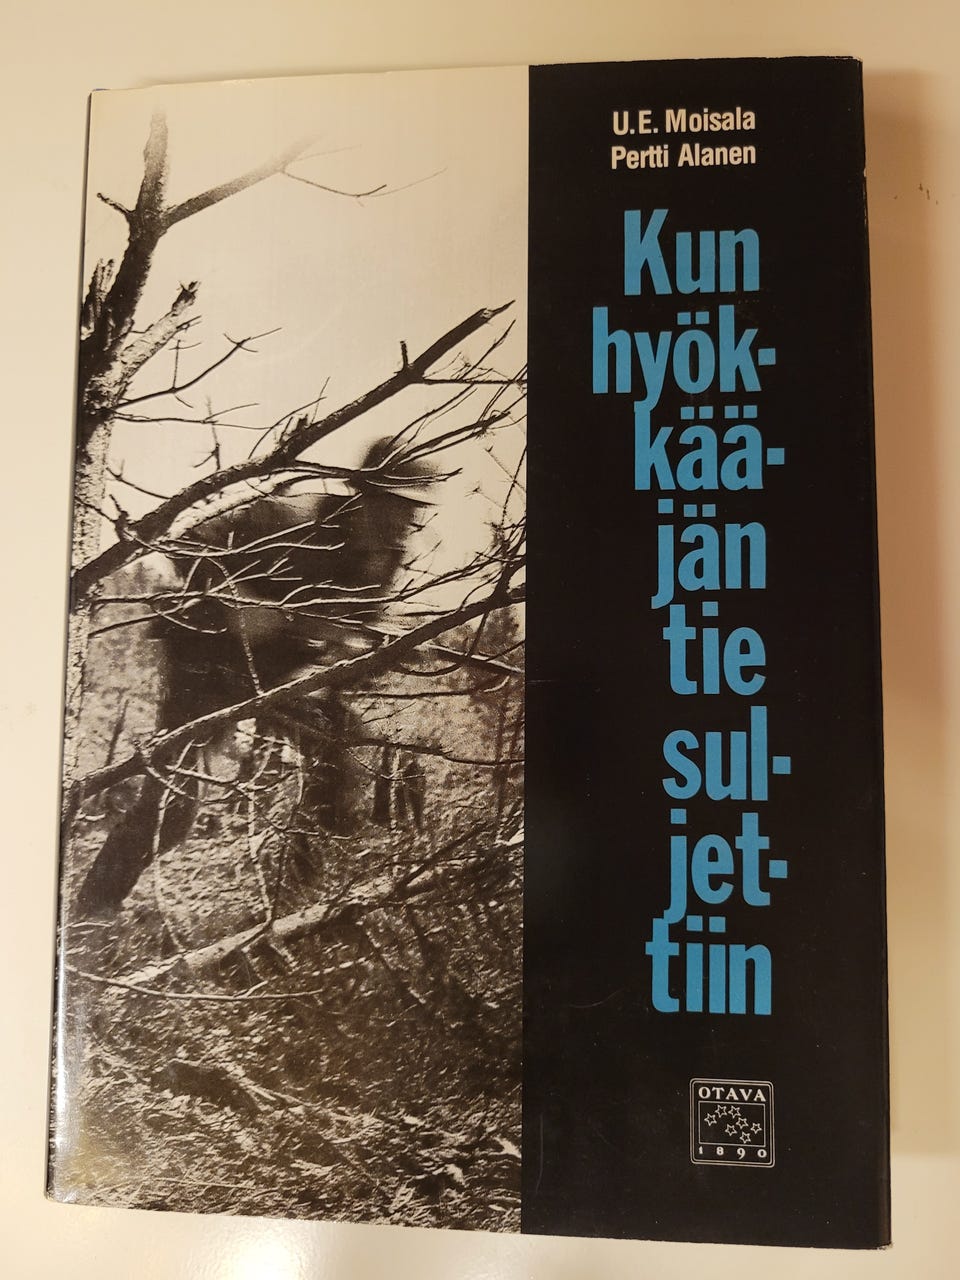 U.E. Moisala
Pertti Alanen
Kun
hyök-
kää-
jän
tie
sul-
jet-
tiin
OTAVA
1890